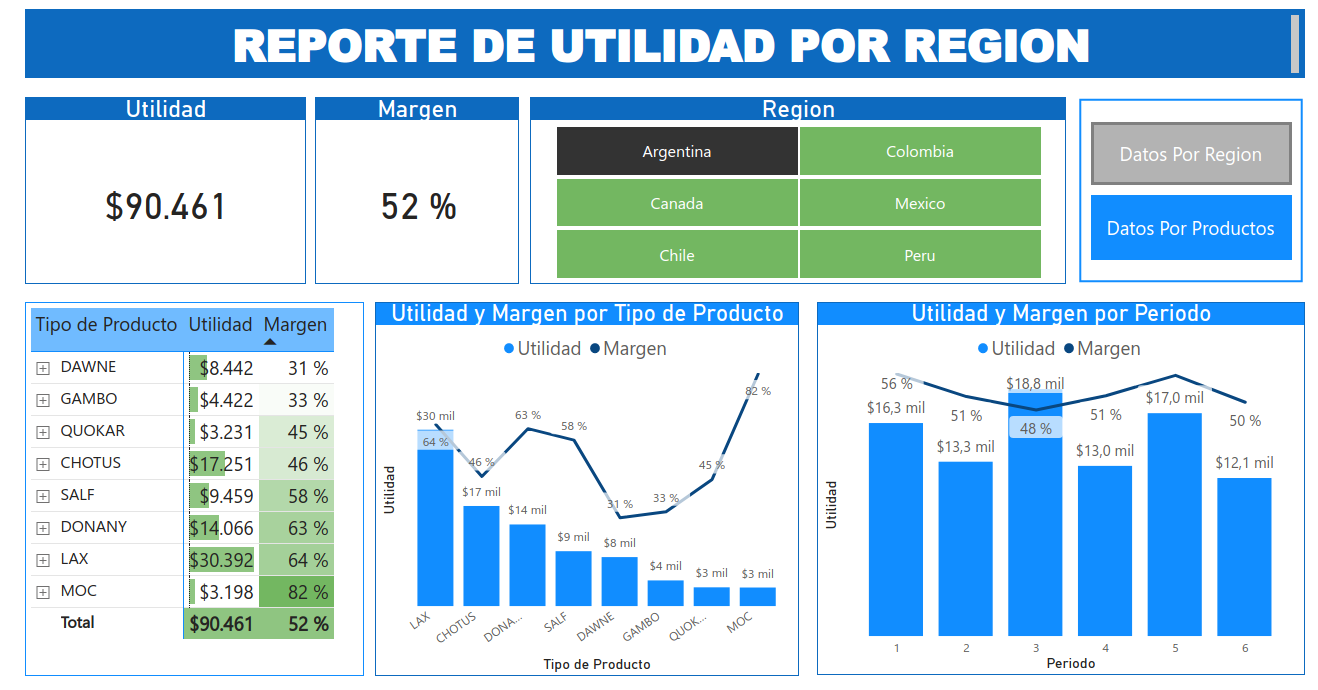 REPORTE DE UTILIDAD POR REGION
Utilidad
$90.461
Margen
52 %
Region
Argentina
Colombia
Canada
Mexico
Chile
Peru
Datos Por Region
Datos Por Productos
Tipo de Producto Utilidad Margen
DAWNE $8.442 31 %
GAMBO $4.422 33 %
QUOKAR $3.231 45 %
CHOTUS $17.251 46 %
SALF $9.459 58 %
DONANY $14.066 63 %
LAX $30.392 64 %
MOC $3.198 82 %
Total $90.461 52 %
Utilidad y Margen por Tipo de Producto
Utilidad Margen
Utilidad
$30 mil
64 %
46 %
$17 mil
63 %
$14 mil
58 %
$9 mil
31 %
$8 mil
33 %
$4 mil
45 %
$3 mil
82 %
$3 mil
LAX
CHOTUS
DONA...
SALF
DAWNE
GAMBO
QUOK...
MOC
Tipo de Producto
Utilidad y Margen por Periodo
Utilidad Margen
Utilidad
56 %
$16,3 mil
51 %
$13,3 mil
$18,8 mil
48 %
51 %
$13,0 mil
$17,0 mil
50 %
$12,1 mil
1 2 3 4 5 6
Periodo